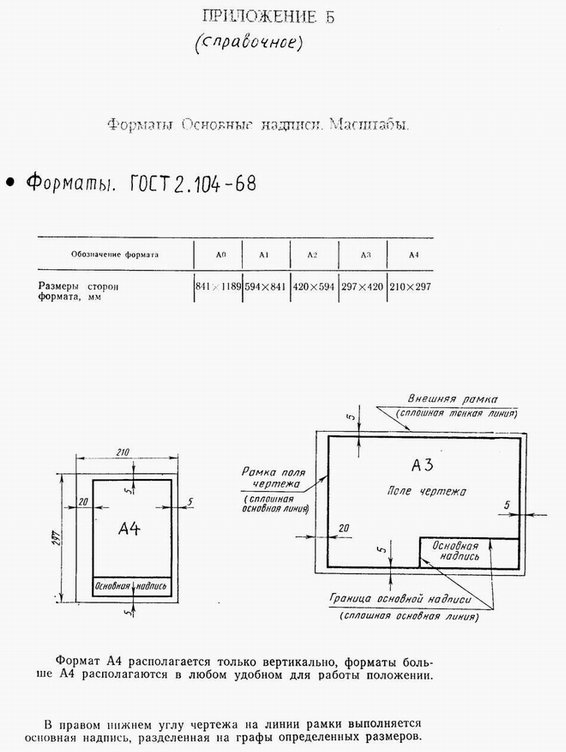 ПРИЛОЖЕНИЕ Б
(справочное)
Форматы Основные надписи. Масштабы.
• Форматы. ГОСТ 2.104-68
Обозначение формата А0 А1 А2 А3 А4
Размеры сторон
формата, мм
841×1189 594×841 420×594 297×420 210×297
210
297
20
5
5
А4
Основная надпись
5
Внешняя рамка
(сплошная тонкая линия)
5
А3
Рамка поля
чертежа
(сплошная
основная линия)
Поле чертежа
5
20
5
Основная
надпись
Граница основной надписи
(сплошная основная линия)
Формат А4 располагается только вертикально, форматы боль-
ше А4 располагаются в любом удобном для работы положении.
В правом нижнем углу чертежа на линии рамки выполняется
основная надпись, разделенная на графы определенных размеров.